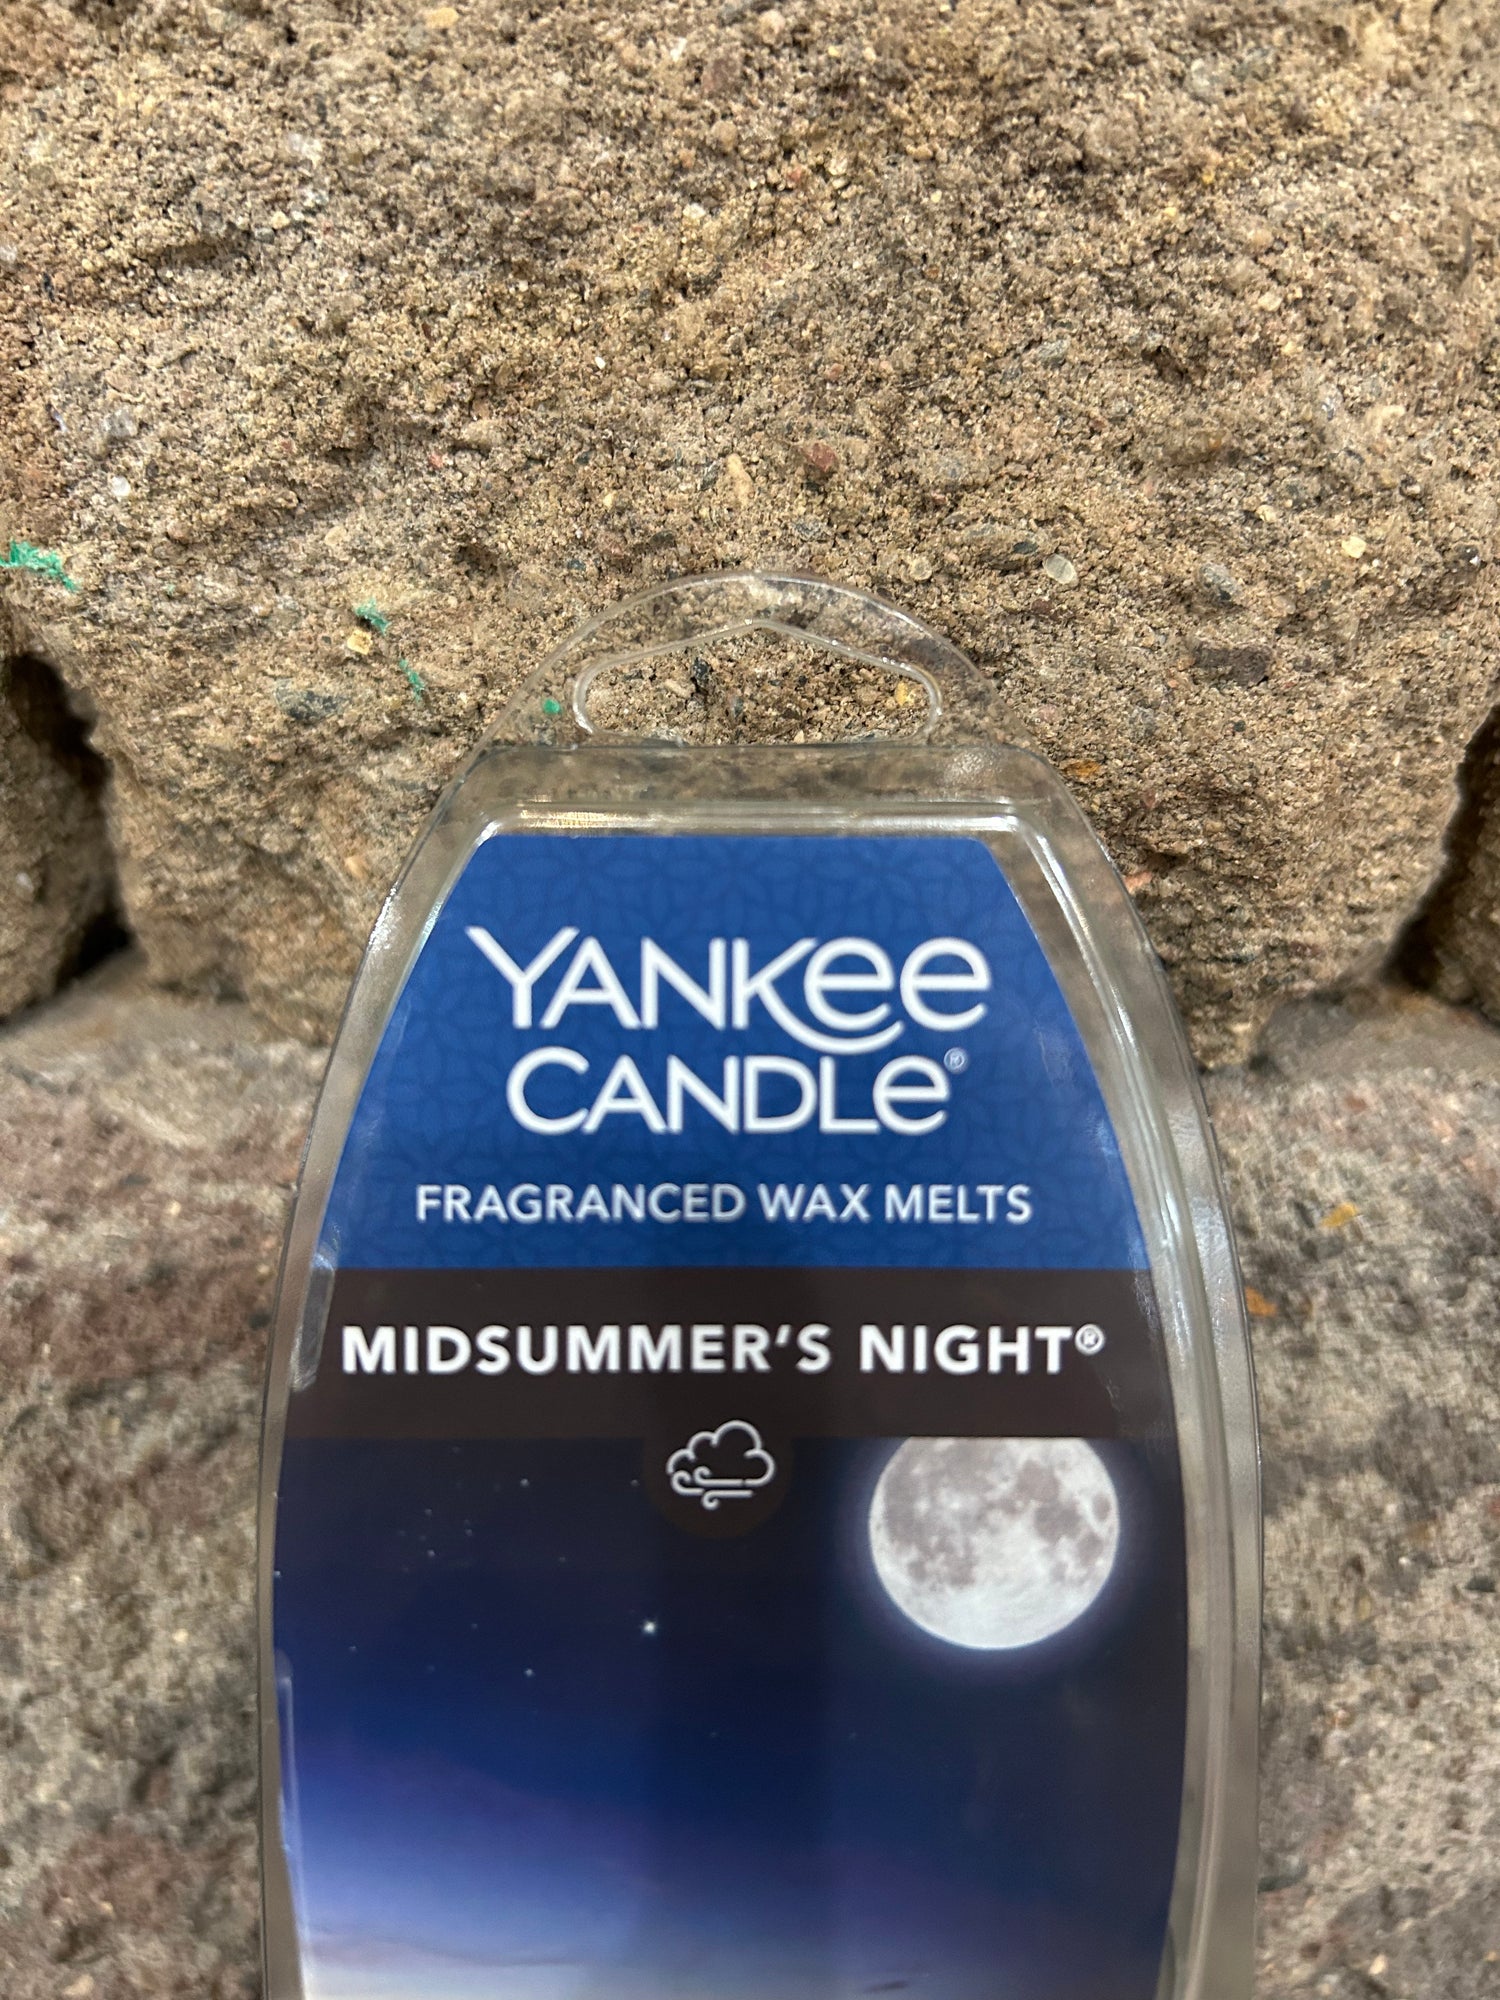 YANKEE
CANDLE®
FRAGRANCED WAX MELTS
MIDSUMMER'S NIGHT®